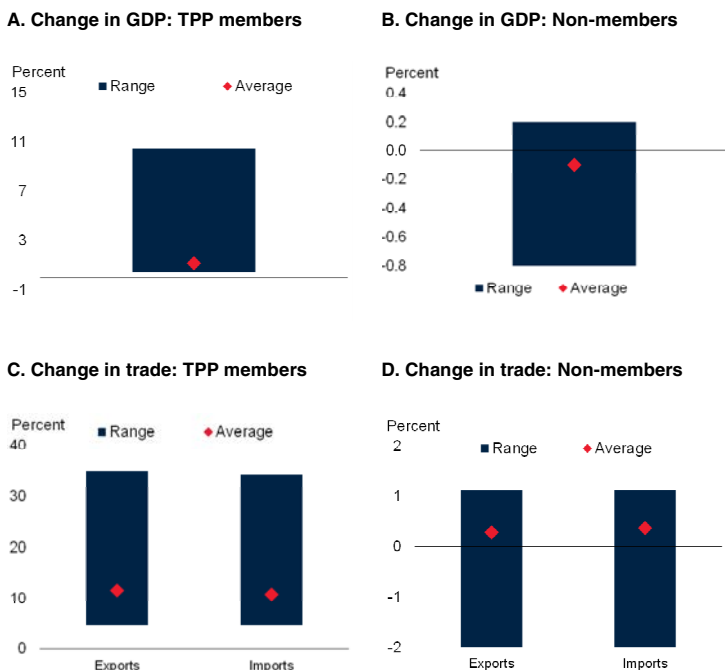 A. Change in GDP: TPP members
Percent
Range Average
15
11
7
3
-1
B. Change in GDP: Non-members
Percent
0.4
0.2
0.0
-0.2
-0.4
-0.6
-0.8
Range Average
C. Change in trade: TPP members
Percent
Range Average
40
30
20
10
0
Exports Imports
D. Change in trade: Non-members
Percent
Range Average
2
1
0
-1
-2
Exports Imports